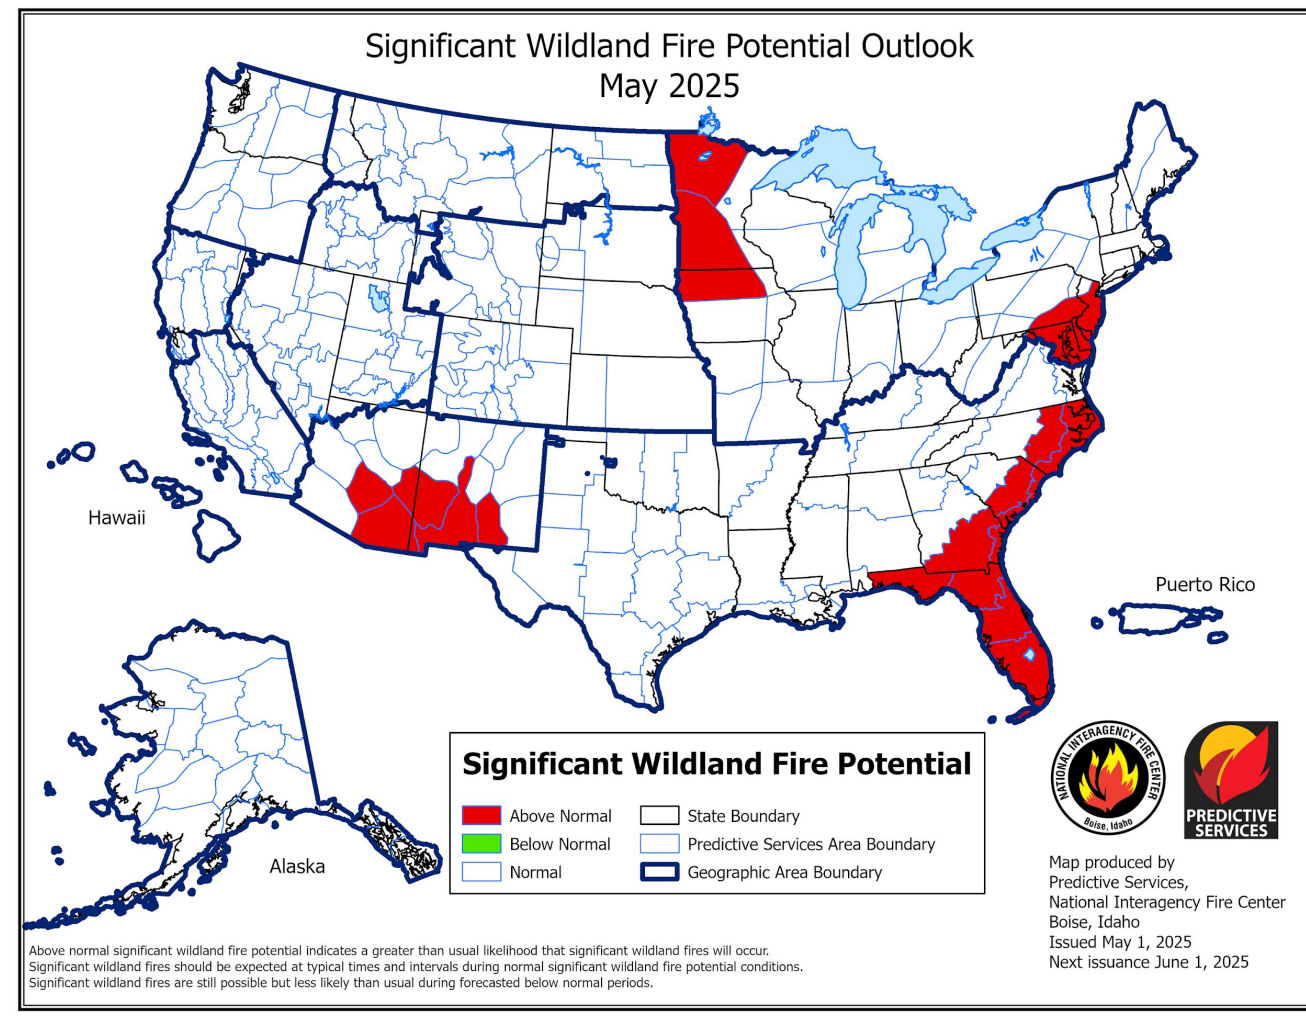 Significant Wildland Fire Potential Outlook
May 2025
Hawaii
Puerto Rico
Alaska
Significant Wildland Fire Potential
Above Normal
Below Normal
Normal
State Boundary
Predictive Services Area Boundary
Geographic Area Boundary
NATIONAL INTERAGENCY FIRE CENTER
Boise, Idaho
PREDICTIVE
SERVICES
Map produced by
Predictive Services,
National Interagency Fire Center
Boise, Idaho
Issued May 1, 2025
Next issuance June 1, 2025
Above normal significant wildland fire potential indicates a greater than usual likelihood that significant wildland fires will occur.
Significant wildland fires should be expected at typical times and intervals during normal significant wildland fire potential conditions.
Significant wildland fires are still possible but less likely than usual during forecasted below normal periods.